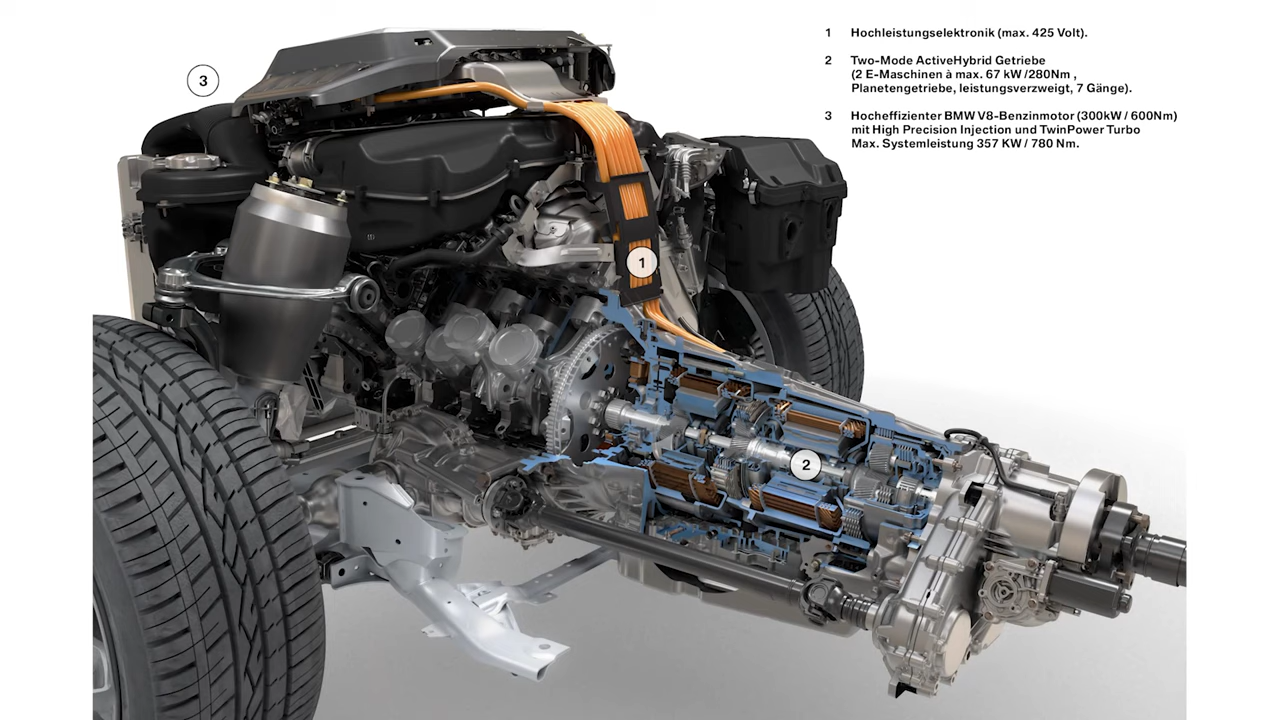 1 Hochleistungselektronik (max. 425 Volt).
2 Two-Mode ActiveHybrid Getriebe
(2 E-Maschinen à max. 67 kW /280Nm ,
Planetengetriebe, leistungsverzweigt, 7 Gänge).
3 Hocheffizienter BMW V8-Benzinmotor (300kW / 600Nm)
mit High Precision Injection und TwinPower Turbo
Max. Systemleistung 357 KW / 780 Nm.
3
1
2